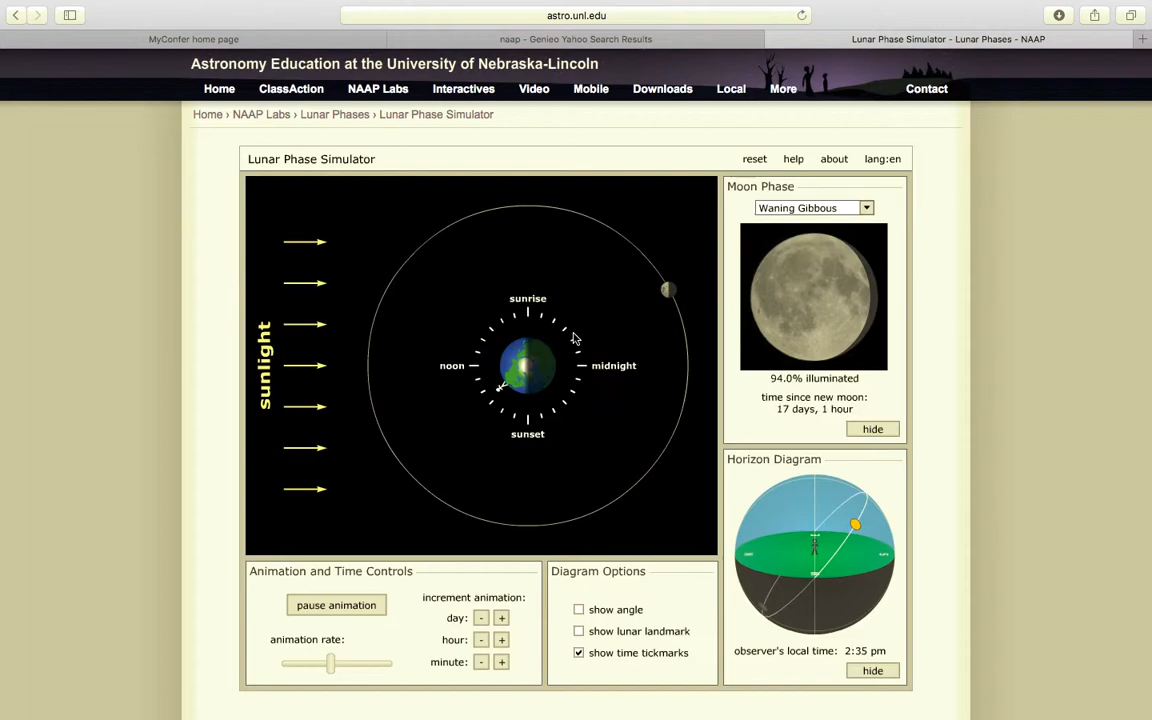 astro.unl.edu
MyConfer home page
naap - Genieo Yahoo Search Results
Lunar Phase Simulator - Lunar Phases - NAAP
Astronomy Education at the University of Nebraska-Lincoln
Home ClassAction NAAP Labs Interactives Video Mobile Downloads Local More Contact
Home › NAAP Labs › Lunar Phases › Lunar Phase Simulator
Lunar Phase Simulator
reset help about lang:en
sunlight
sunrise
noon
midnight
sunset
Moon Phase
Waning Gibbous
94.0% illuminated
time since new moon:
17 days, 1 hour
hide
Horizon Diagram
observer's local time: 2:35 pm
hide
Animation and Time Controls
pause animation
animation rate:
increment animation:
day: - +
hour: - +
minute: - +
Diagram Options
show angle
show lunar landmark
show time tickmarks